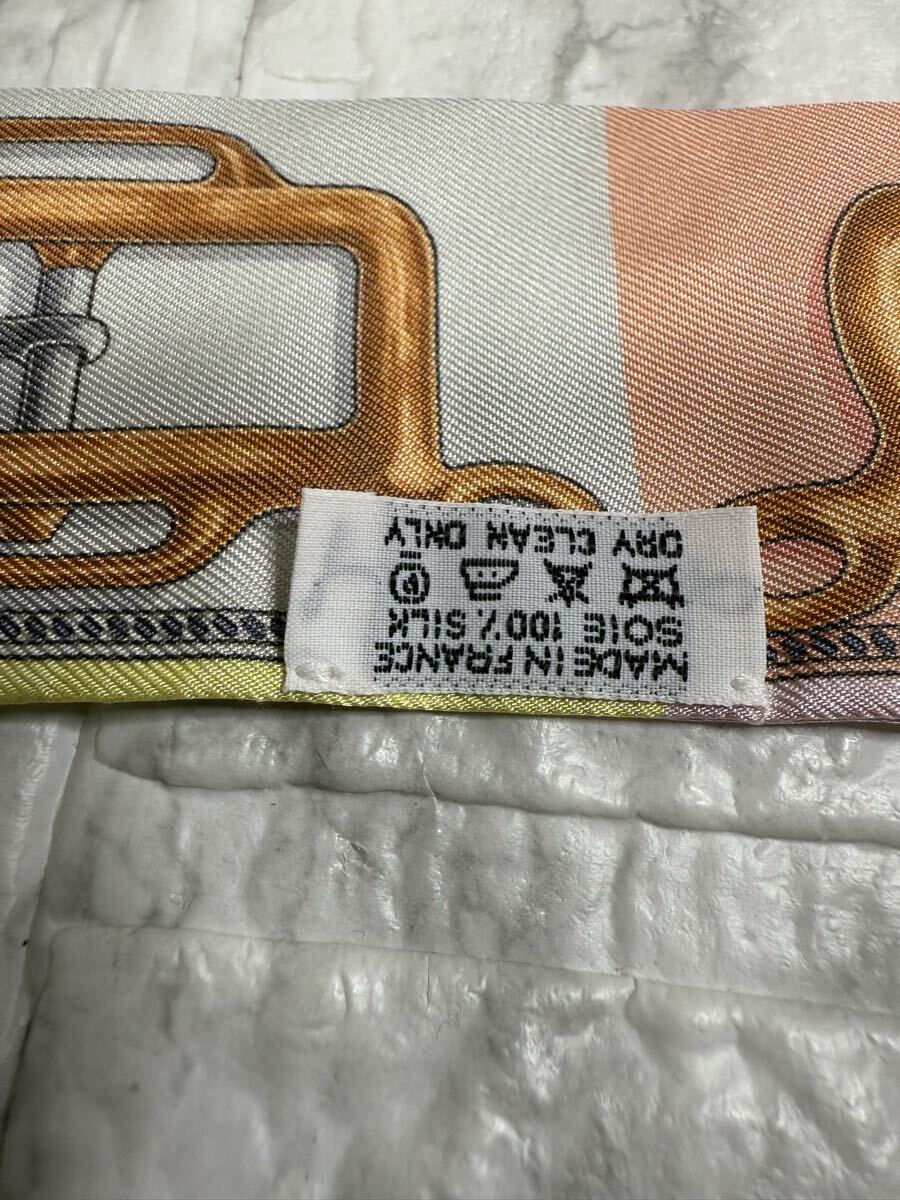 MADE IN FRANCE
SOIE 100% SILK
DRY CLEAN ONLY